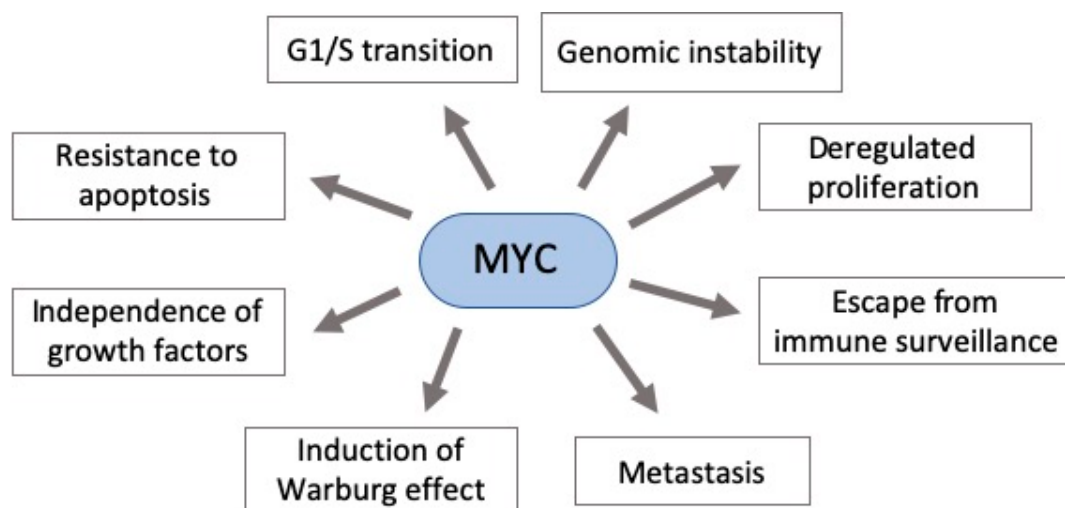 G1/S transition
Genomic instability
Resistance to
apoptosis
Deregulated
proliferation
MYC
Independence of
growth factors
Escape from
immune surveillance
Induction of
Warburg effect
Metastasis